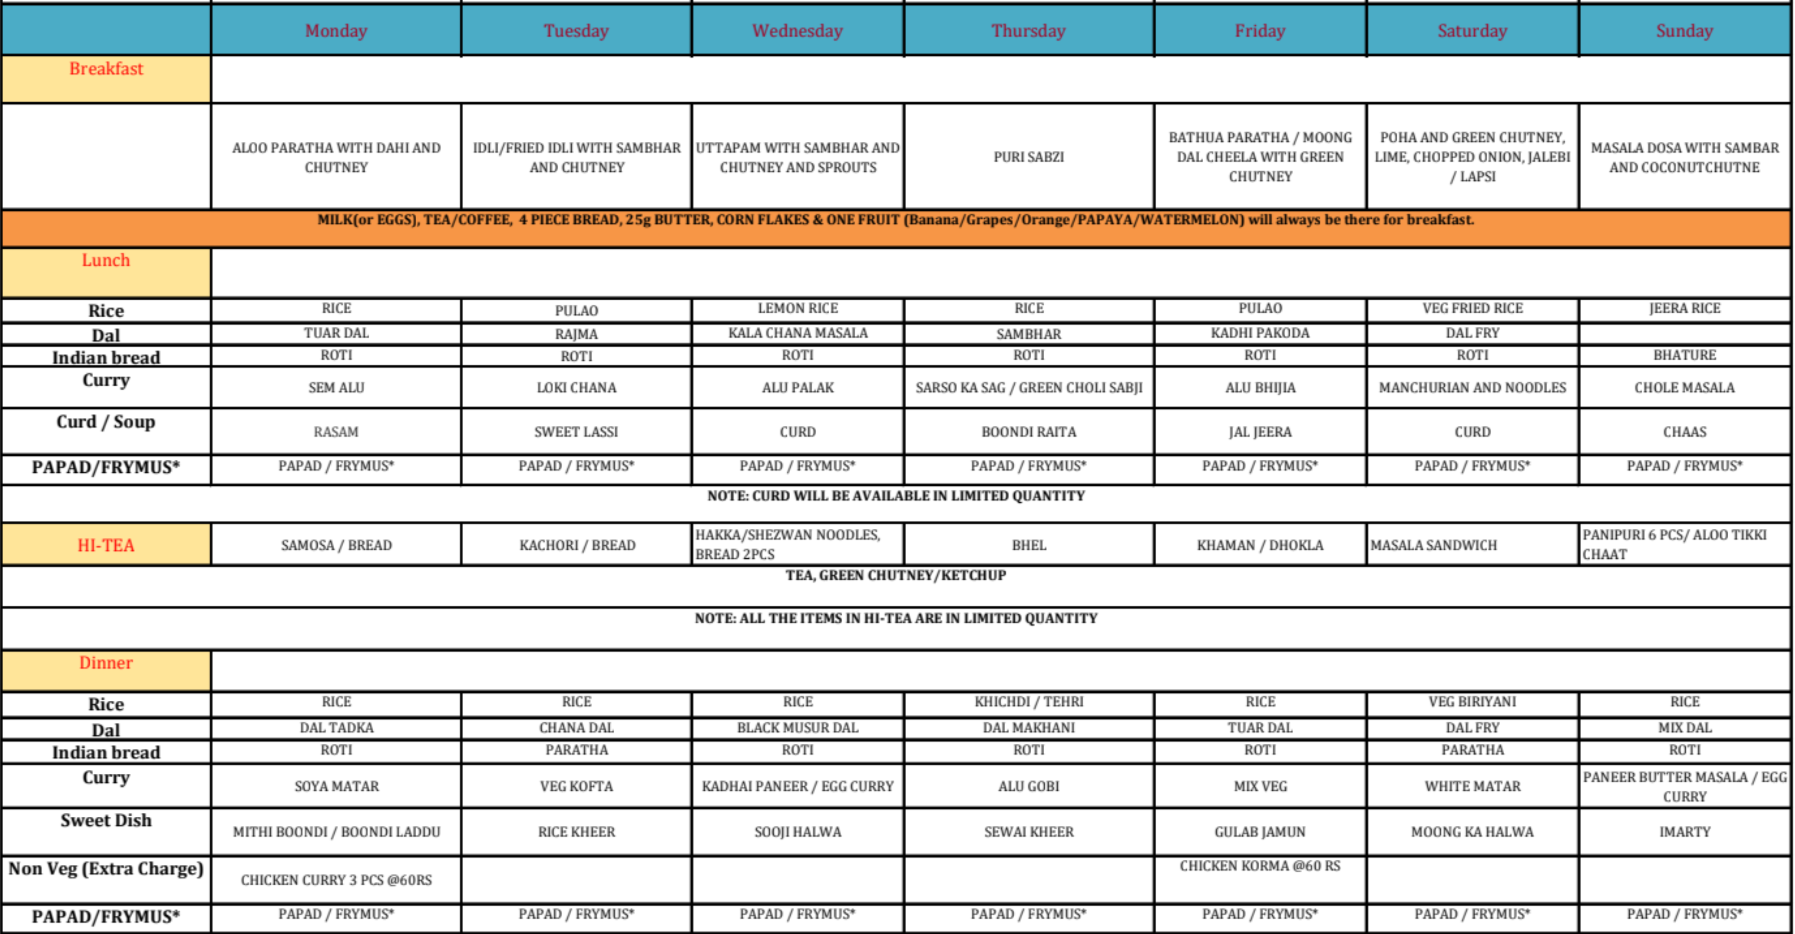 Monday Tuesday Wednesday Thursday Friday Saturday Sunday
Breakfast
ALOO PARATHA WITH DAHI AND CHUTNEY
IDLI/FRIED IDLI WITH SAMBHAR AND CHUTNEY
UTTAPAM WITH SAMBHAR AND CHUTNEY AND SPROUTS
PURI SABZI
BATHUA PARATHA / MOONG DAL CHEELA WITH GREEN CHUTNEY
POHA AND GREEN CHUTNEY, LIME, CHOPPED ONION, JALEBI / LAPSI
MASALA DOSA WITH SAMBAR AND COCONUTCHUTNE
MILK(or EGGS), TEA/COFFEE, 4 PIECE BREAD, 25g BUTTER, CORN FLAKES & ONE FRUIT (Banana/Grapes/Orange/PAPAYA/WATERMELON) will always be there for breakfast.
Lunch
Rice RICE PULAO LEMON RICE RICE PULAO VEG FRIED RICE JEERA RICE
Dal TUAR DAL RAJMA KALA CHANA MASALA SAMBHAR KADHI PAKODA DAL FRY
Indian bread ROTI ROTI ROTI ROTI ROTI ROTI BHATURE
Curry SEM ALU LOKI CHANA ALU PALAK SARSO KA SAG / GREEN CHOLI SABJI ALU BHIJIA MANCHURIAN AND NOODLES CHOLE MASALA
Curd / Soup RASAM SWEET LASSI CURD BOONDI RAITA JAL JEERA CURD CHAAS
PAPAD/FRYMUS* PAPAD / FRYMUS* PAPAD / FRYMUS* PAPAD / FRYMUS* PAPAD / FRYMUS* PAPAD / FRYMUS* PAPAD / FRYMUS* PAPAD / FRYMUS*
NOTE: CURD WILL BE AVAILABLE IN LIMITED QUANTITY
HI-TEA SAMOSA / BREAD KACHORI / BREAD HAKKA/SHEZWAN NOODLES, BREAD 2PCS BHEL KHAMAN / DHOKLA MASALA SANDWICH PANIPURI 6 PCS/ ALOO TIKKI CHAAT
TEA, GREEN CHUTNEY/KETCHUP
NOTE: ALL THE ITEMS IN HI-TEA ARE IN LIMITED QUANTITY
Dinner
Rice RICE RICE RICE KHICHDI / TEHRI RICE VEG BIRIYANI RICE
Dal DAL TADKA CHANA DAL BLACK MUSUR DAL DAL MAKHANI TUAR DAL DAL FRY MIX DAL
Indian bread ROTI PARATHA ROTI ROTI ROTI PARATHA ROTI
Curry SOYA MATAR VEG KOFTA KADHAI PANEER / EGG CURRY ALU GOBI MIX VEG WHITE MATAR PANEER BUTTER MASALA / EGG CURRY
Sweet Dish MITHI BOONDI / BOONDI LADDU RICE KHEER SOOJI HALWA SEWAI KHEER GULAB JAMUN MOONG KA HALWA IMARTY
Non Veg (Extra Charge) CHICKEN CURRY 3 PCS @60RS CHICKEN KORMA @60 RS
PAPAD/FRYMUS* PAPAD / FRYMUS* PAPAD / FRYMUS* PAPAD / FRYMUS* PAPAD / FRYMUS* PAPAD / FRYMUS* PAPAD / FRYMUS* PAPAD / FRYMUS*